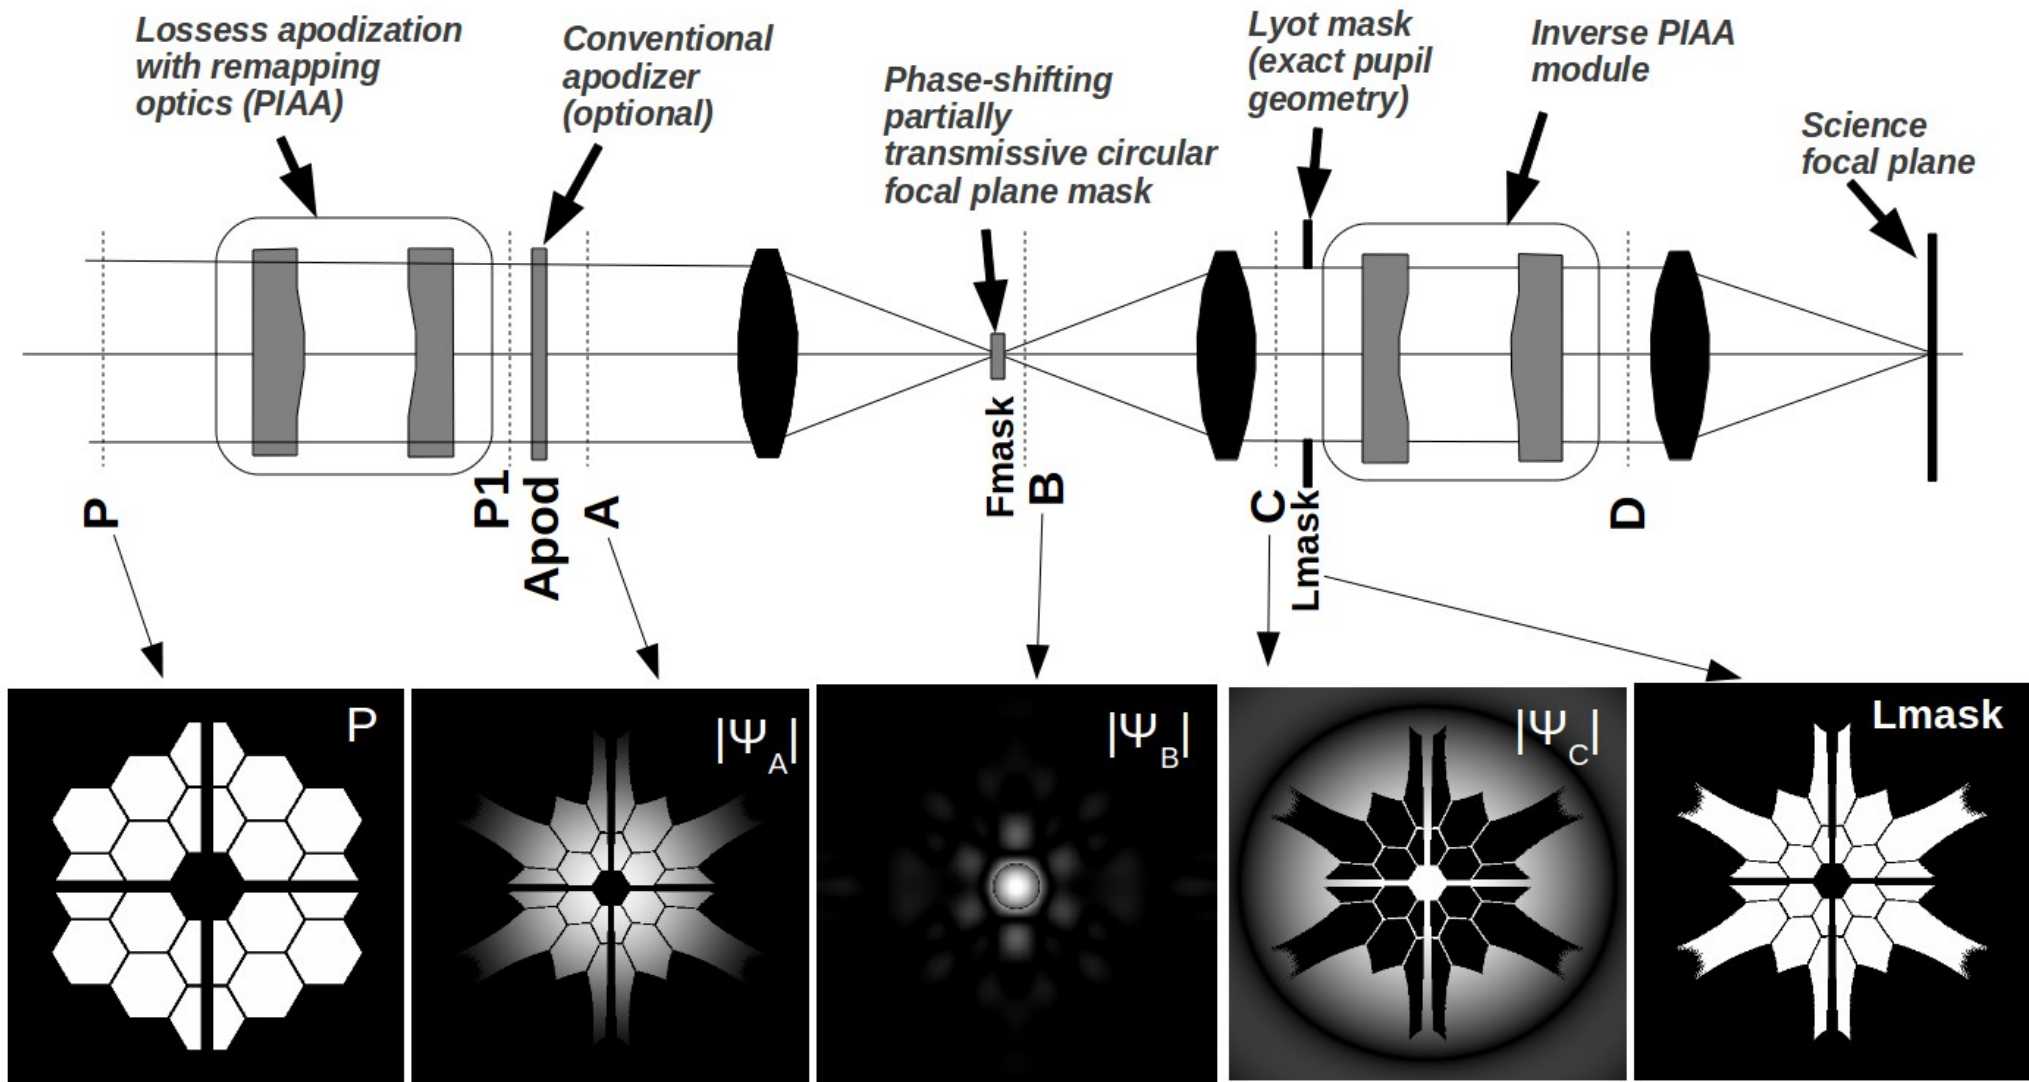 Lossess apodization
with remapping
optics (PIAA)
Conventional
apodizer
(optional)
Phase-shifting
partially
transmissive circular
focal plane mask
Lyot mask
(exact pupil
geometry)
Inverse PIAA
module
Science
focal plane
P
P1
Apod
A
Fmask
B
C
Lmask
D
P
|Ψ_A|
|Ψ_B|
|Ψ_C|
Lmask